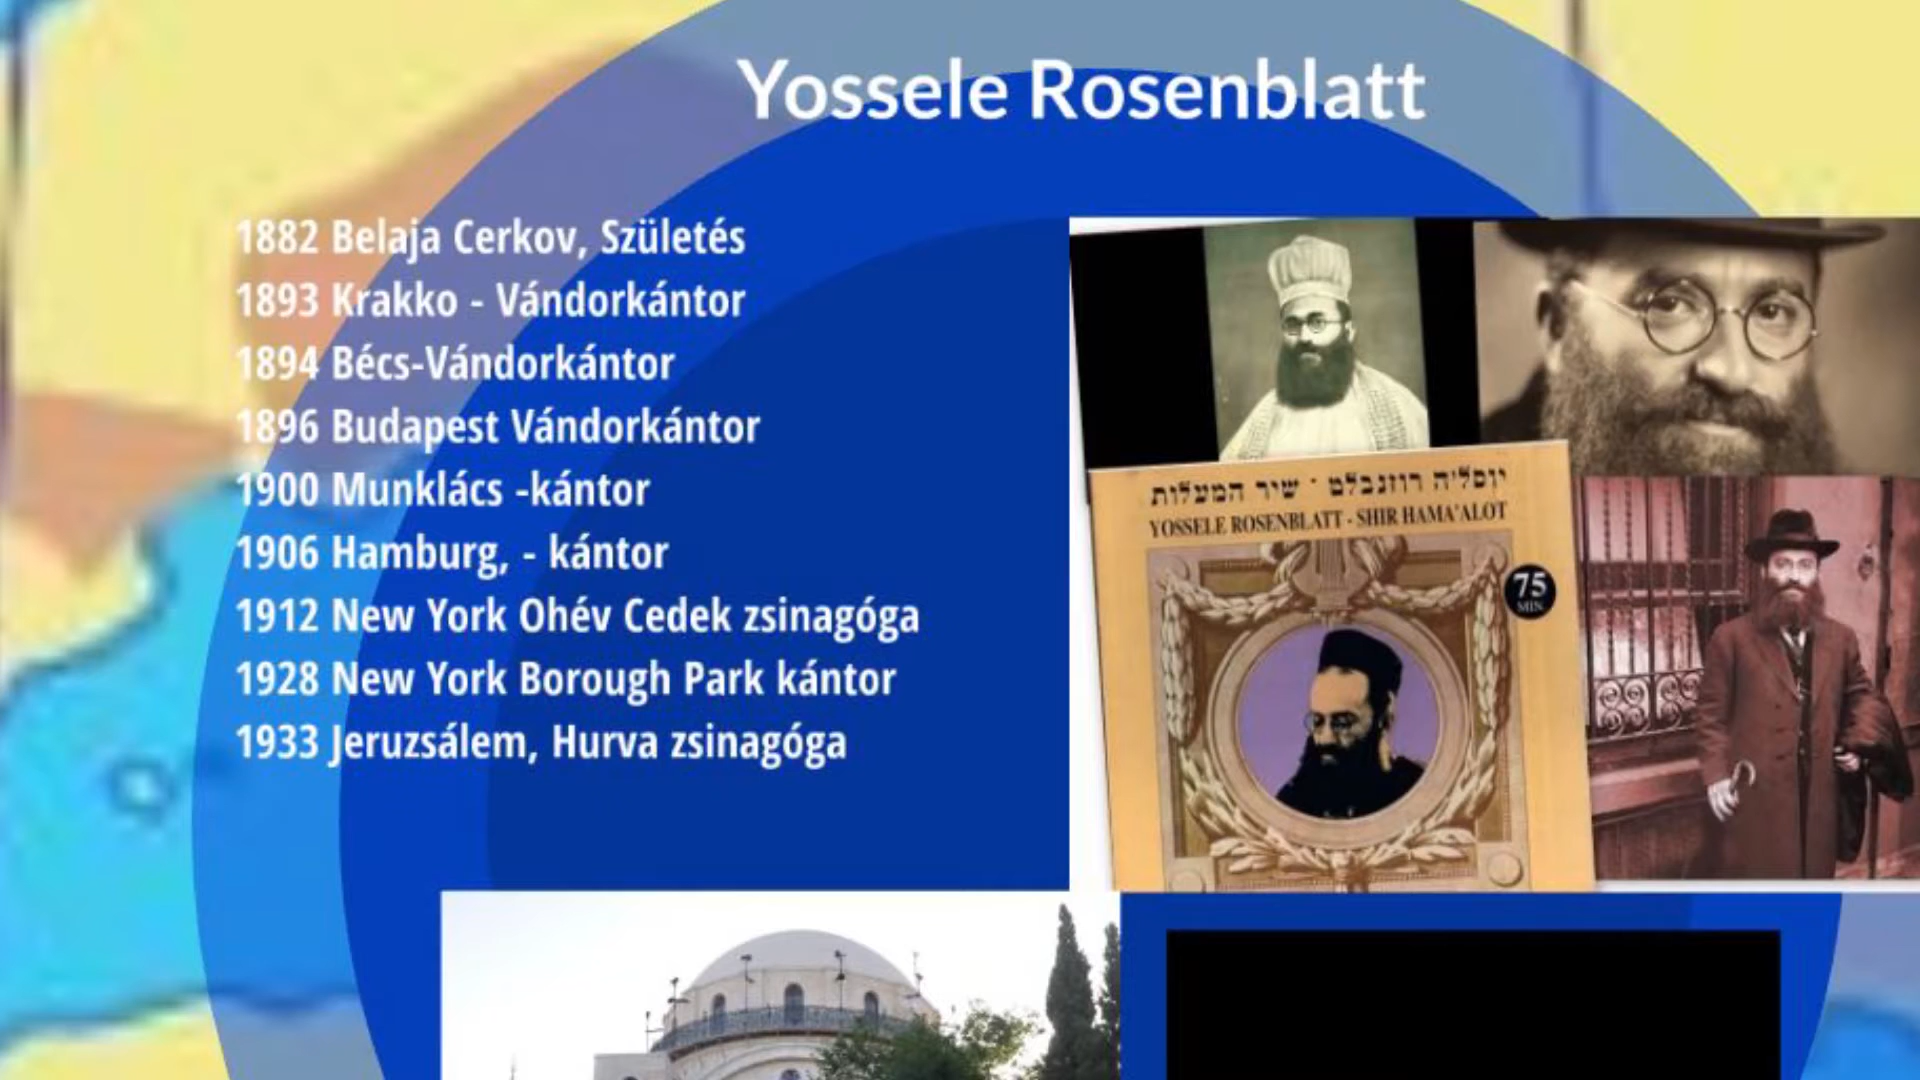 Yossele Rosenblatt
1882 Belaja Cerkov, Születés
1893 Krakko - Vándorkántor
1894 Bécs-Vándorkántor
1896 Budapest Vándorkántor
1900 Munklács -kántor
1906 Hamburg, - kántor
1912 New York Ohév Cedek zsinagóga
1928 New York Borough Park kántor
1933 Jeruzsálem, Hurva zsinagóga
יוסל׳ה רוזנבלט - שיר המעלות
YOSSELE ROSENBLATT - SHIR HAMA'ALOT
75
MIN